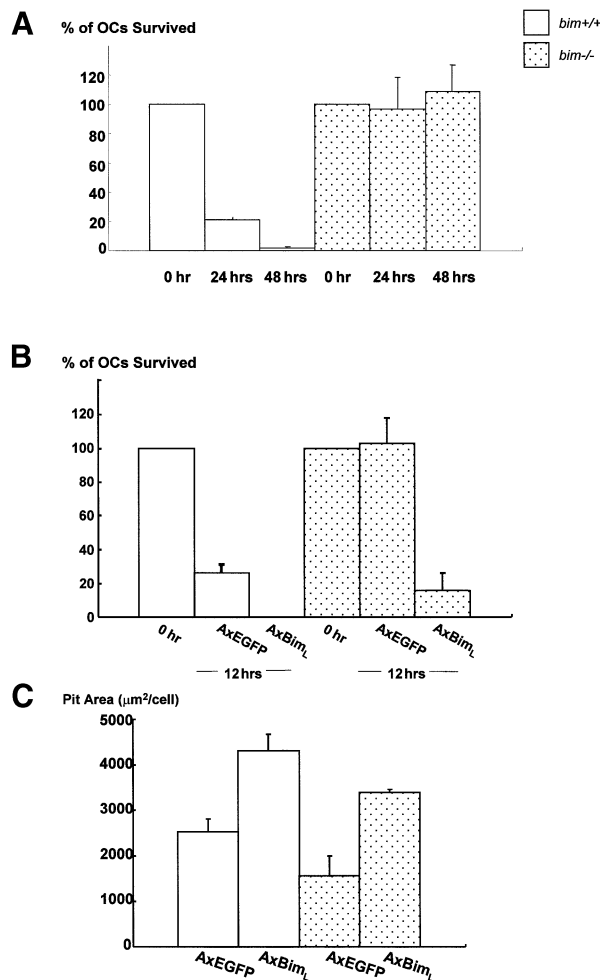 A
% of OCs Survived
bim+/+
bim-/-
120
100
80
60
40
20
0
0 hr 24 hrs 48 hrs 0 hr 24 hrs 48 hrs
B
% of OCs Survived
120
100
80
60
40
20
0
0 hr AxEGFP AxBimL 0 hr AxEGFP AxBimL
12hrs 12hrs
C
Pit Area (μm²/cell)
5000
4000
3000
2000
1000
0
AxEGFP AxBimL AxEGFP AxBimL